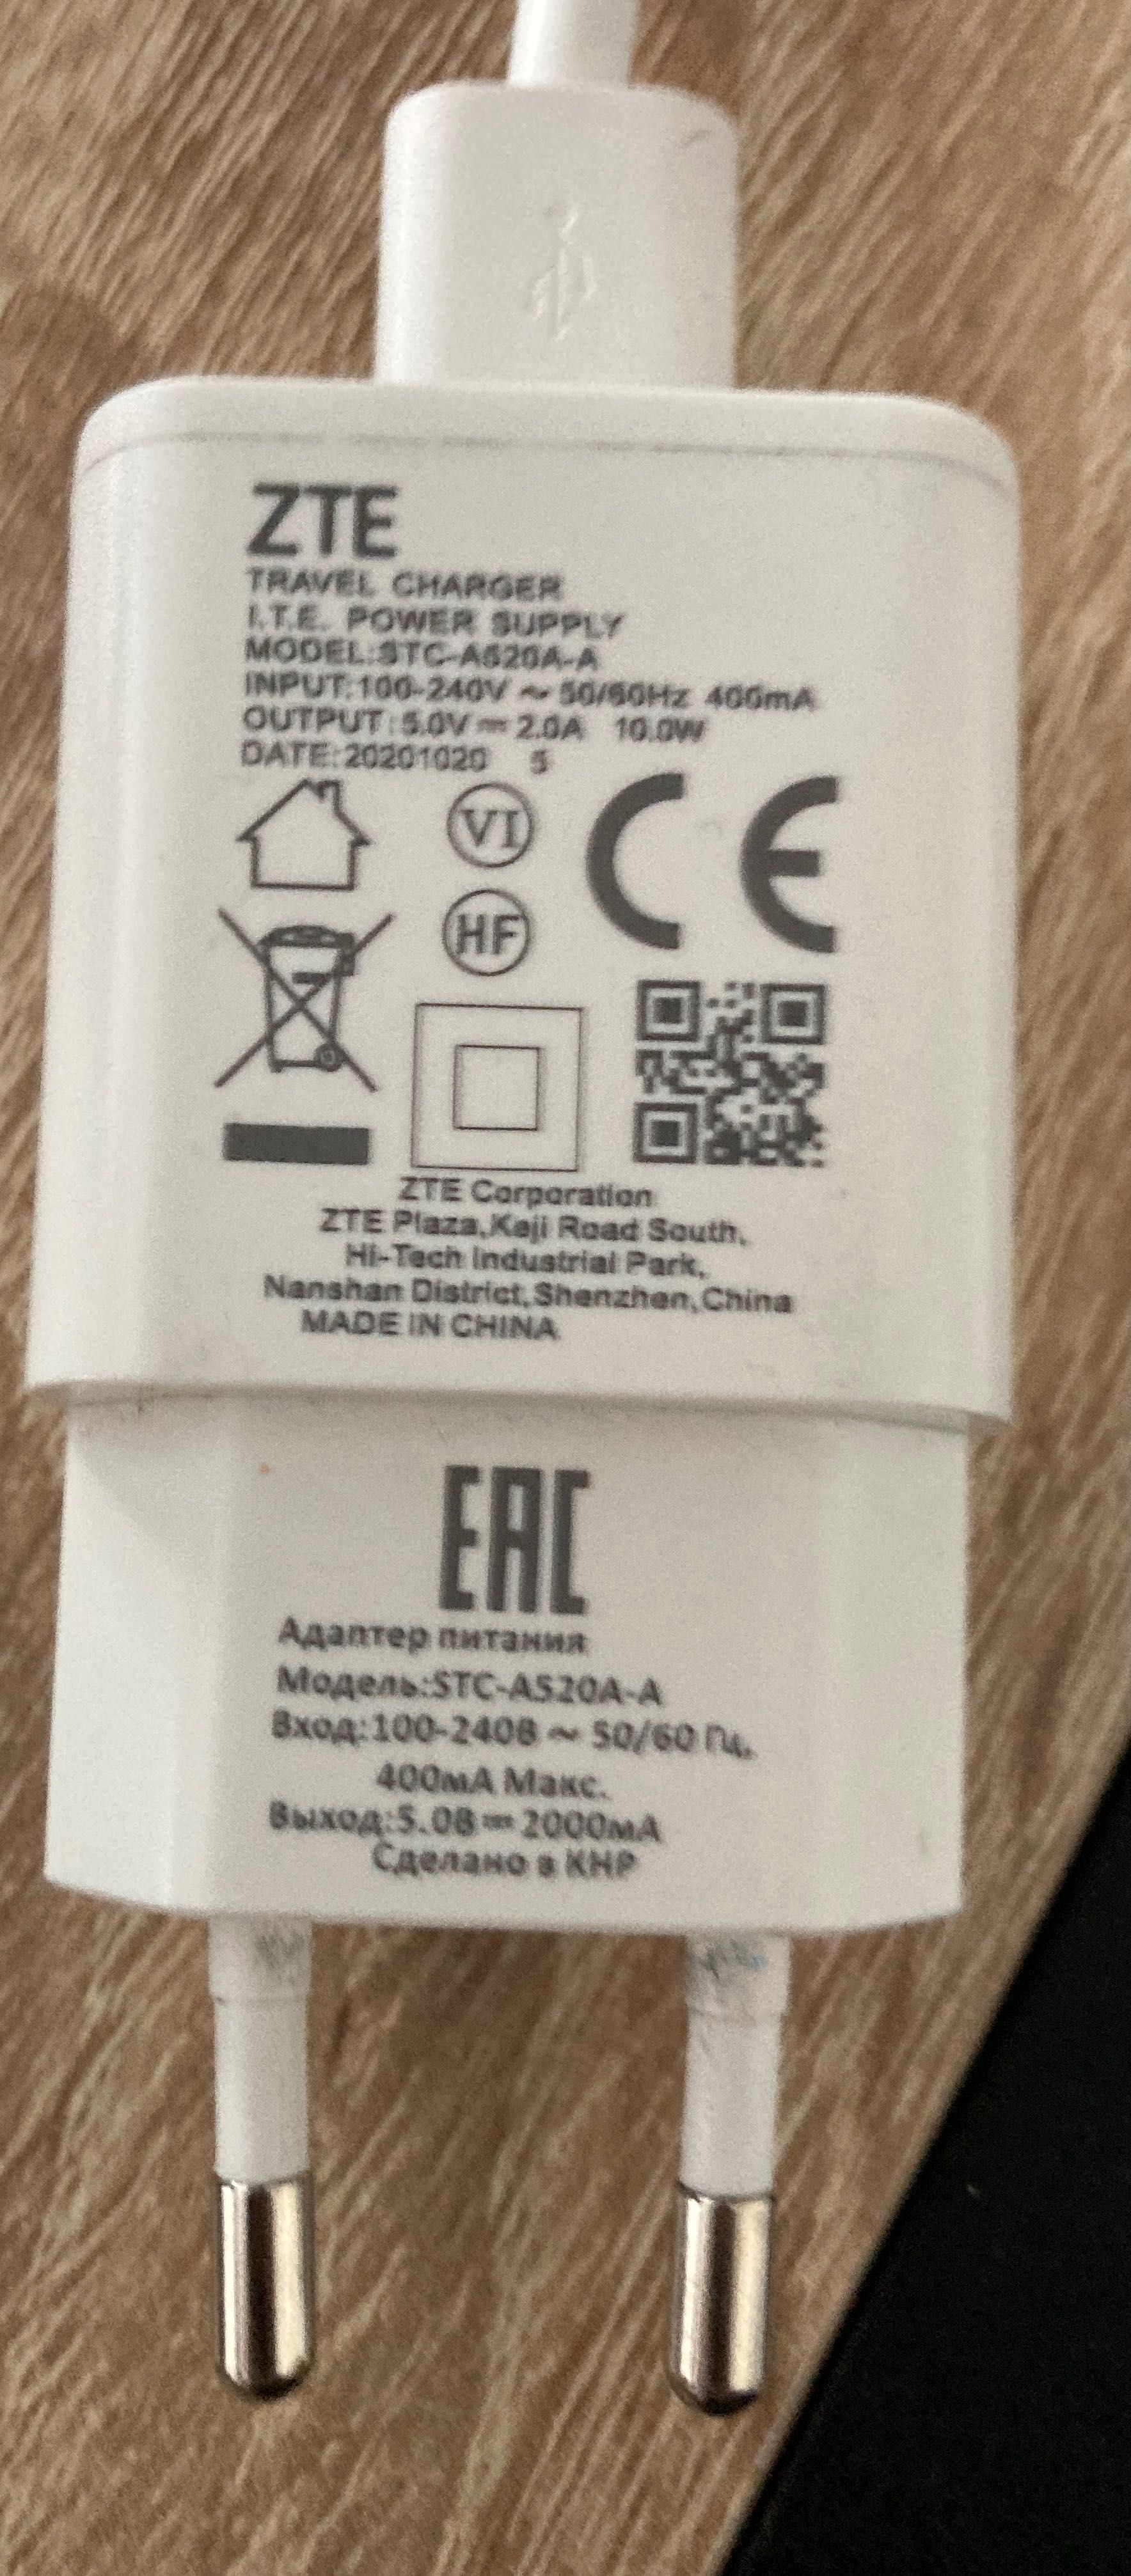 ZTE
TRAVEL CHARGER
I.T.E. POWER SUPPLY
MODEL:STC-A520A-A
INPUT:100-240V ~ 50/60Hz 400mA
OUTPUT:5.0V⎓2.0A 10.0W
DATE:20201020 5
VI
CE
HF
ZTE Corporation
ZTE Plaza,Keji Road South,
Hi-Tech Industrial Park,
Nanshan District,Shenzhen,China
MADE IN CHINA
EAC
Адаптер питания
Модель:STC-A520A-A
Вход:100-240В ~ 50/60 Гц,
400мА Макс.
Выход:5.0В⎓2000мА
Сделано в КНР